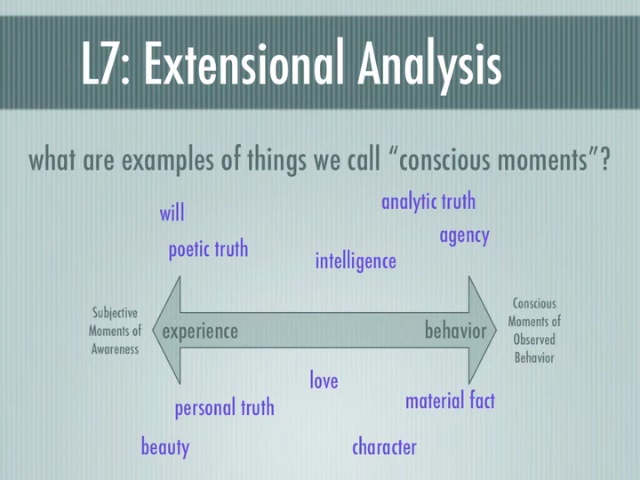 L7: Extensional Analysis
what are examples of things we call “conscious moments”?
will
analytic truth
poetic truth
agency
intelligence
Subjective
Moments of
Awareness
experience
behavior
Conscious
Moments of
Observed
Behavior
love
personal truth
material fact
beauty
character